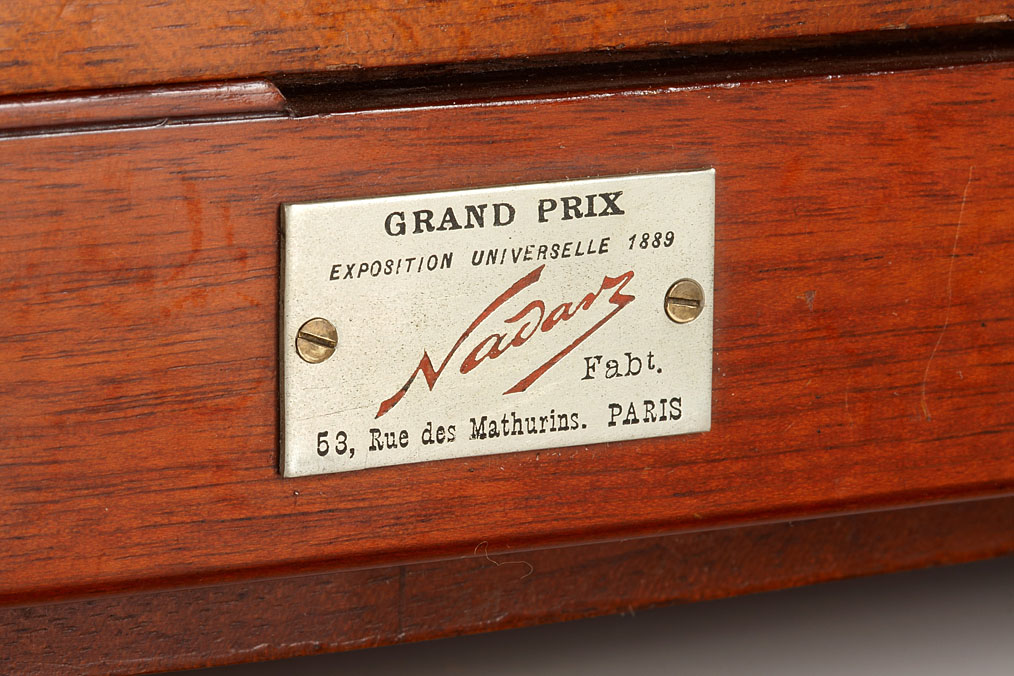 GRAND PRIX
EXPOSITION UNIVERSELLE 1889
Nadar
Fabt.
53, Rue des Mathurins. PARIS